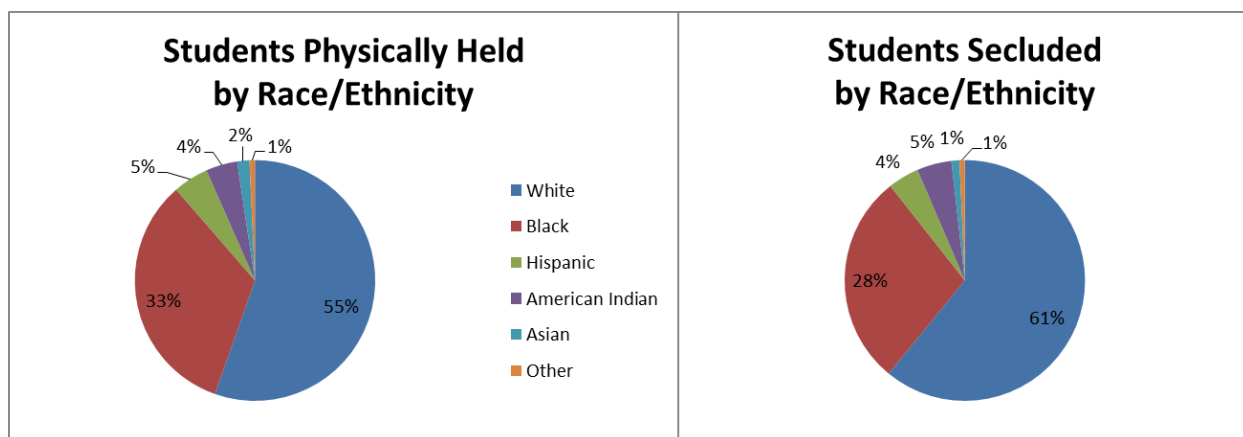 Students Physically Held
by Race/Ethnicity
2%
4%
1%
5%
33%
55%
White
Black
Hispanic
American Indian
Asian
Other
Students Secluded
by Race/Ethnicity
5%
1%
1%
4%
28%
61%